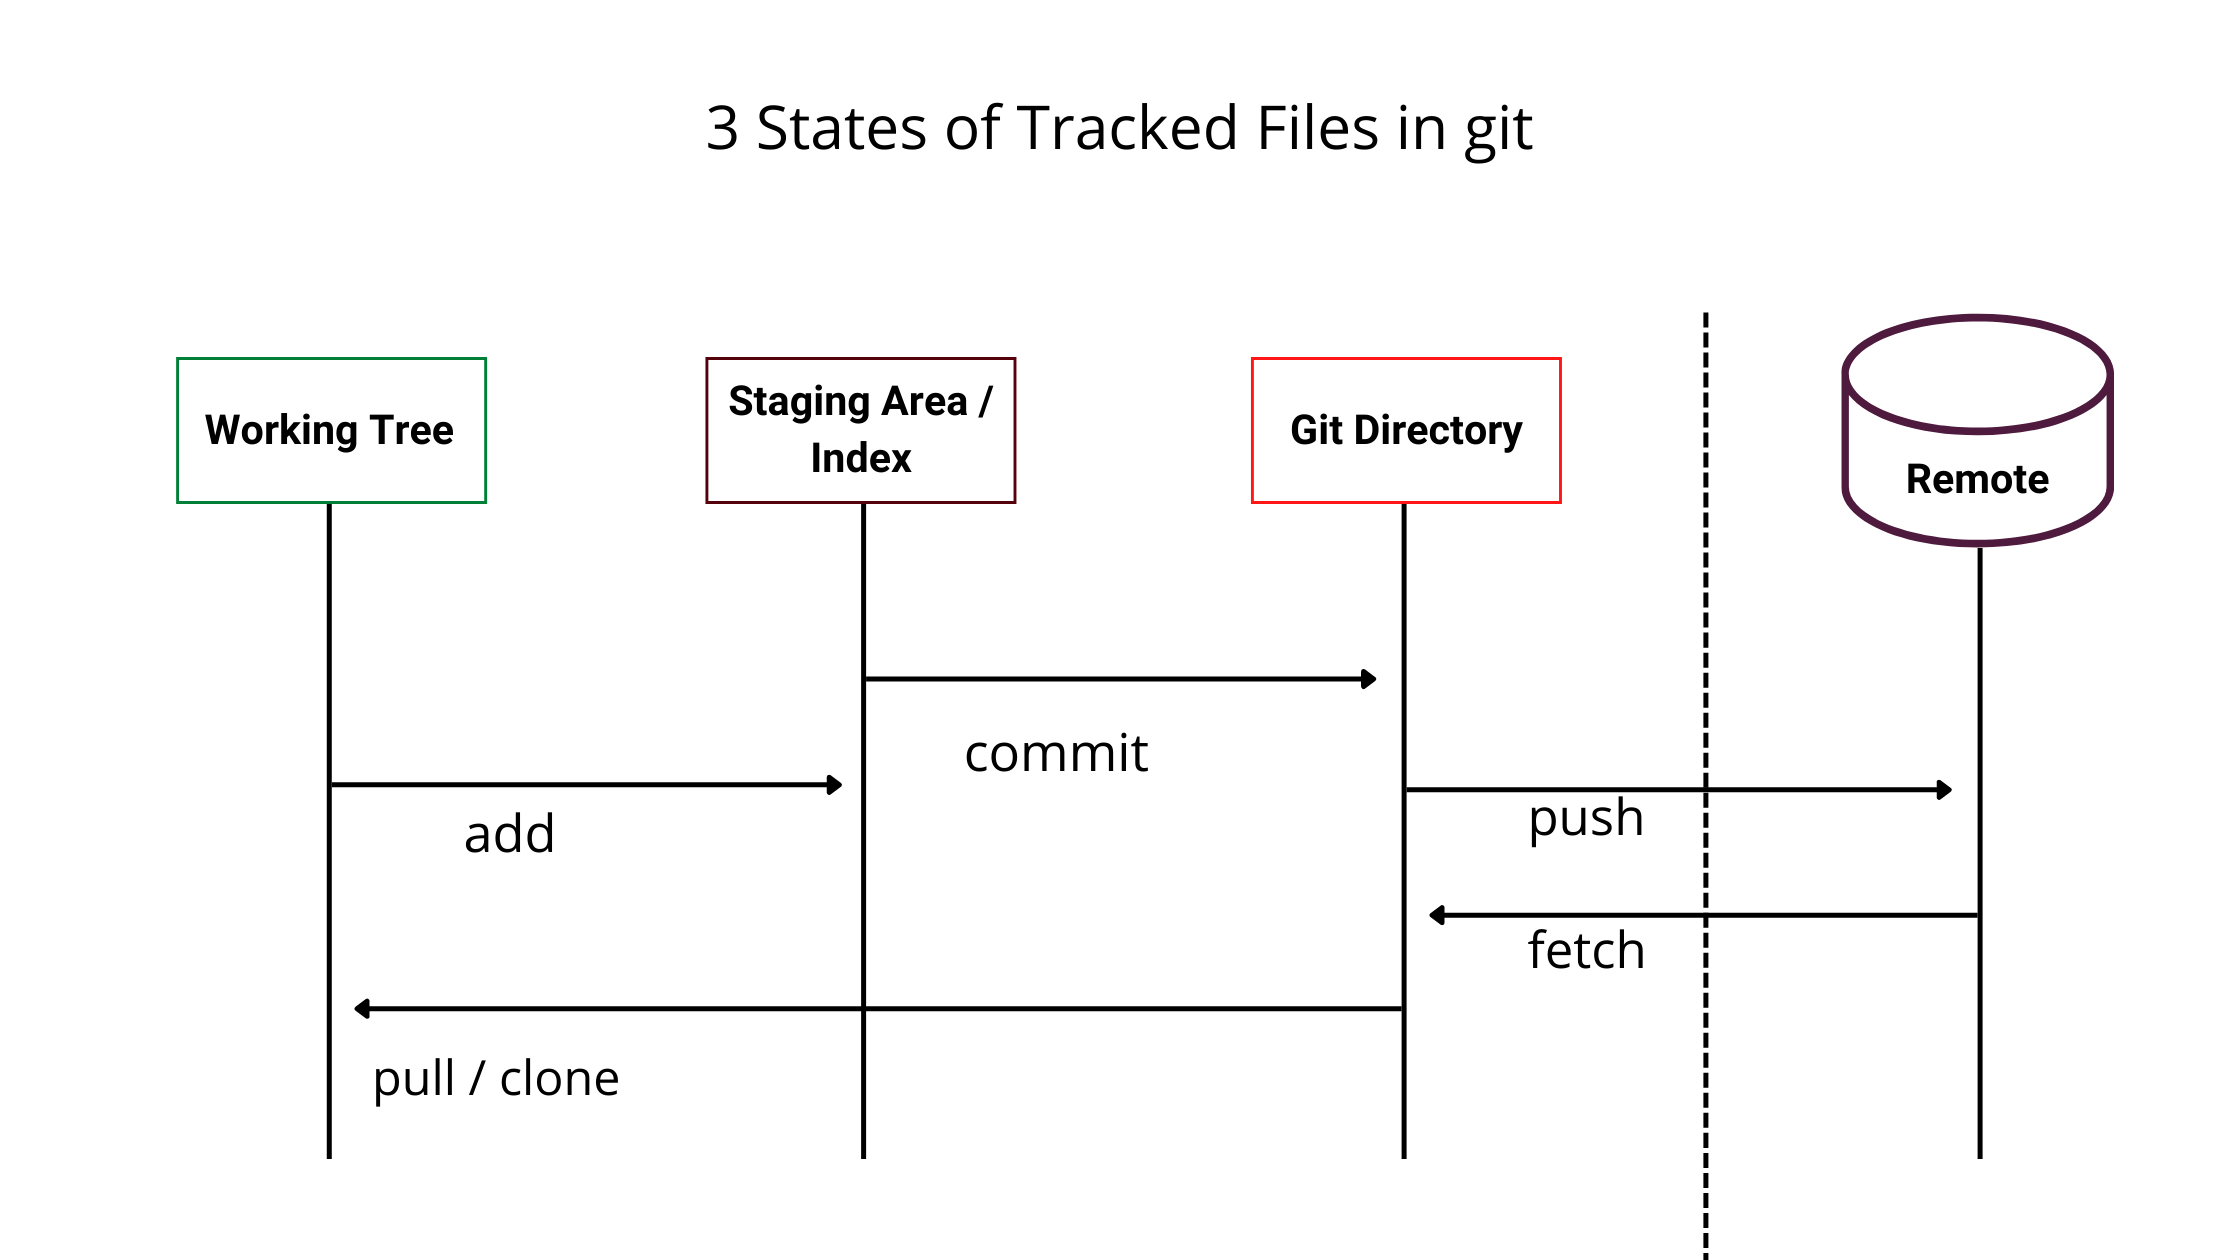 3 States of Tracked Files in git
Working Tree
Staging Area /
Index
Git Directory
Remote
commit
add
push
fetch
pull / clone